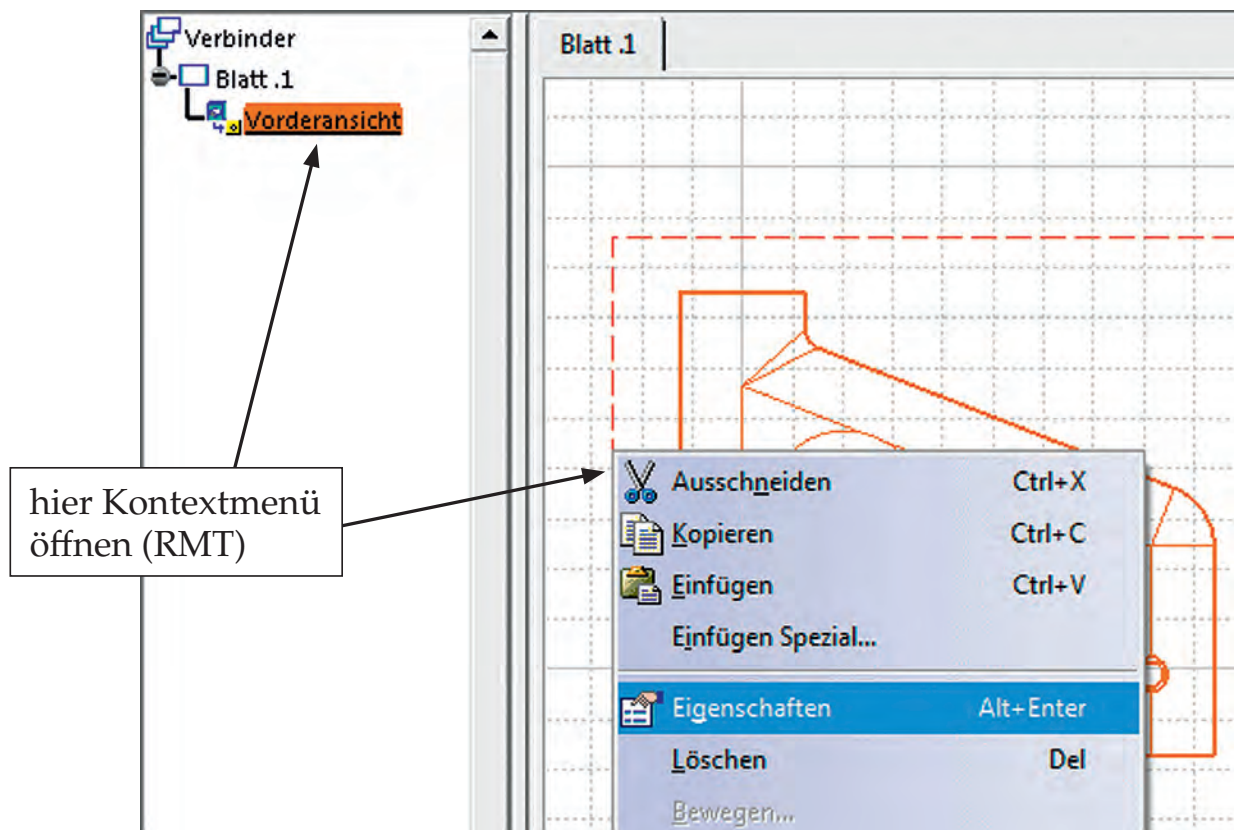 Verbinder
Blatt .1
Vorderansicht
Blatt .1
hier Kontextmenü
öffnen (RMT)
Ausschneiden Ctrl+X
Kopieren Ctrl+C
Einfügen Ctrl+V
Einfügen Spezial...
Eigenschaften Alt+Enter
Löschen Del
Bewegen...